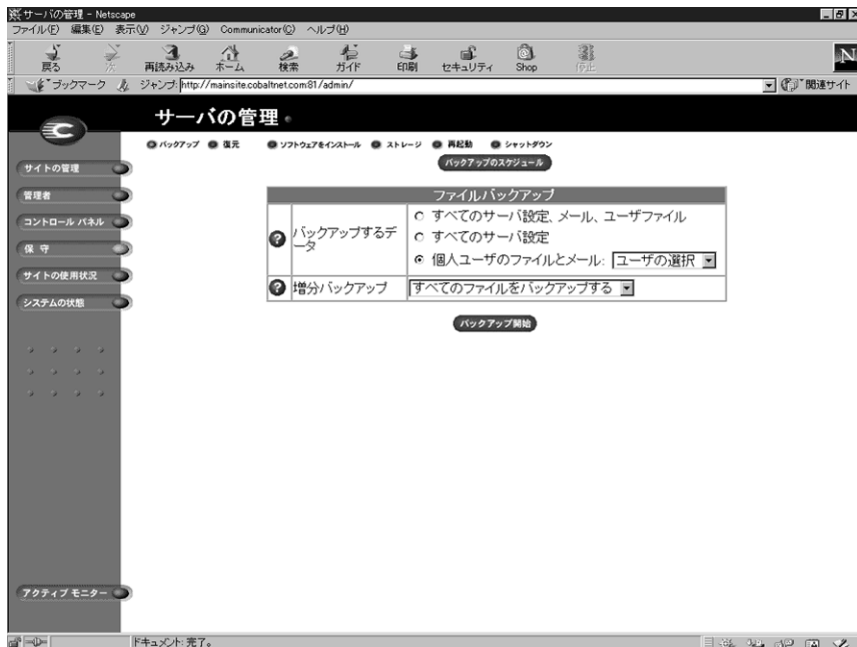 サーバの管理 - Netscape
ファイル(F) 編集(E) 表示(V) ジャンプ(G) Communicator(C) ヘルプ(H)
戻る 次 再読み込み ホーム 検索 ガイド 印刷 セキュリティ Shop 停止
N
ブックマーク ジャンプ: http://mainsite.cobaltnet.com:81/admin/ 関連サイト
サーバの管理
バックアップ 復元 ソフトウェアをインストール ストレージ 再起動 シャットダウン
バックアップのスケジュール
サイトの管理
管理者
コントロール パネル
保 守
サイトの使用状況
システムの状態
ファイルバックアップ
バックアップするデータ
すべてのサーバ設定、メール、ユーザファイル
すべてのサーバ設定
個人ユーザのファイルとメール: ユーザの選択
増分バックアップ すべてのファイルをバックアップする
バックアップ開始
アクティブ モニター
ドキュメント: 完了。